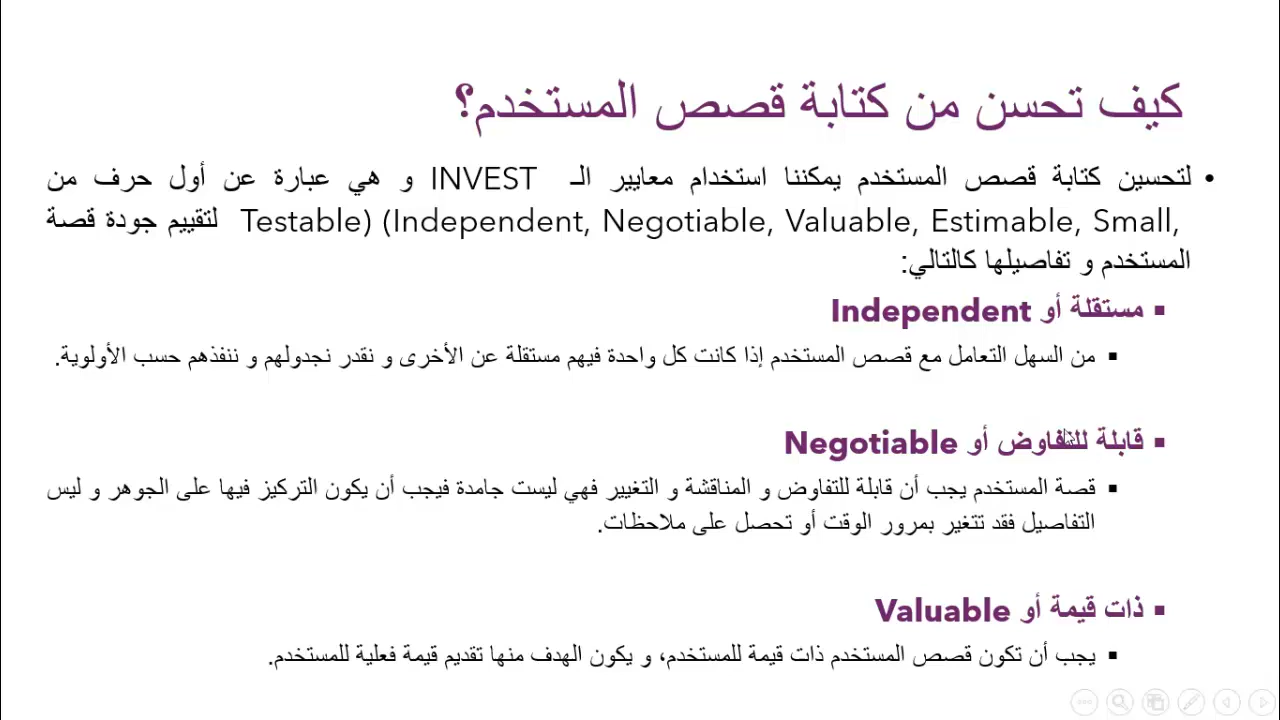 كيف تحسن من كتابة قصص المستخدم؟
• لتحسين كتابة قصص المستخدم يمكننا استخدام معايير الـ INVEST و هي عبارة عن أول حرف من
Testable) (Independent, Negotiable, Valuable, Estimable, Small, لتقييم جودة قصة
المستخدم و تفاصيلها كالتالي:
▪ مستقلة أو Independent
▪ من السهل التعامل مع قصص المستخدم إذا كانت كل واحدة فيهم مستقلة عن الأخرى و نقدر نجدولهم و ننفذهم حسب الأولوية.
▪ قابلة للتفاوض أو Negotiable
▪ قصة المستخدم يجب أن قابلة للتفاوض و المناقشة و التغيير فهي ليست جامدة فيجب أن يكون التركيز فيها على الجوهر و ليس
التفاصيل فقد تتغير بمرور الوقت أو تحصل على ملاحظات.
▪ ذات قيمة أو Valuable
▪ يجب أن تكون قصص المستخدم ذات قيمة للمستخدم، و يكون الهدف منها تقديم قيمة فعلية للمستخدم.